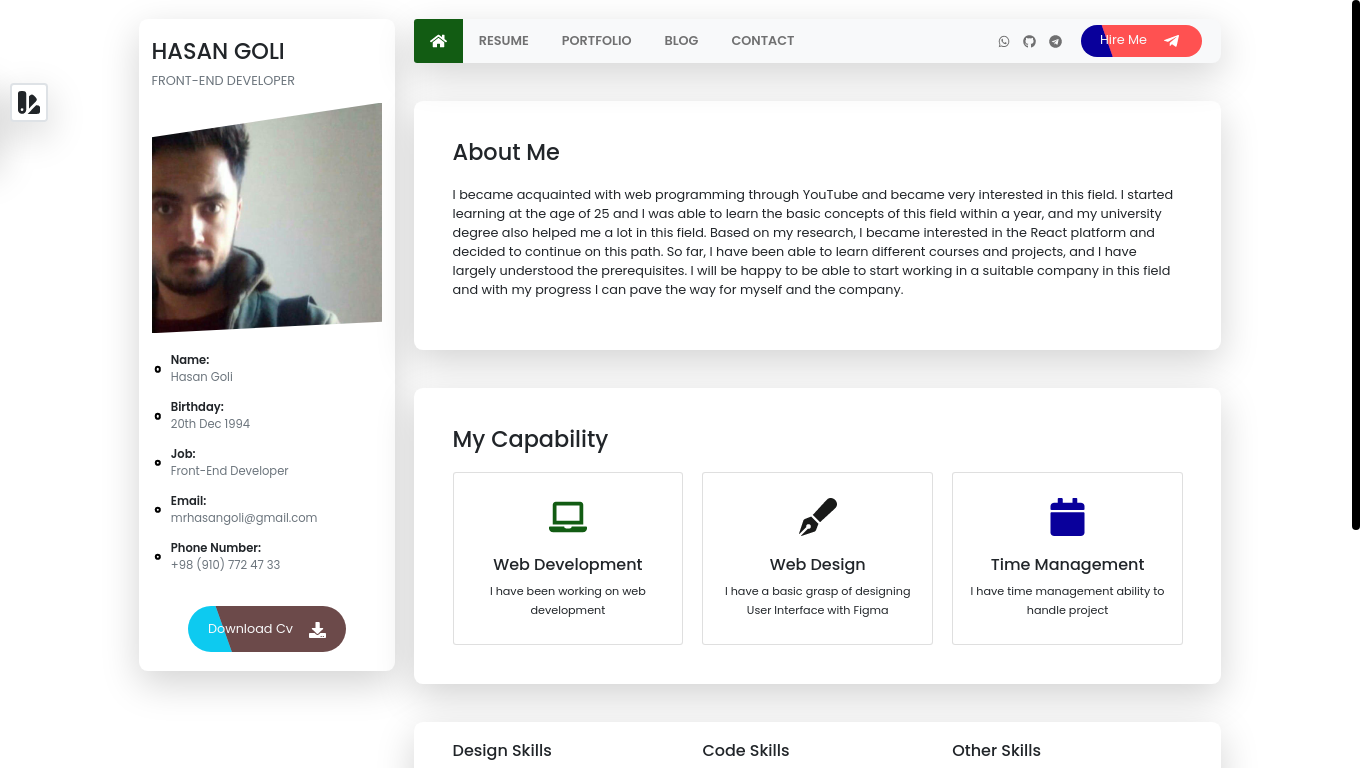 HASAN GOLI
FRONT-END DEVELOPER
Name:
Hasan Goli
Birthday:
20th Dec 1994
Job:
Front-End Developer
Email:
mrhasangoli@gmail.com
Phone Number:
+98 (910) 772 47 33
Download Cv
RESUME PORTFOLIO BLOG CONTACT Hire Me
About Me
I became acquainted with web programming through YouTube and became very interested in this field. I started
learning at the age of 25 and I was able to learn the basic concepts of this field within a year, and my university
degree also helped me a lot in this field. Based on my research, I became interested in the React platform and
decided to continue on this path. So far, I have been able to learn different courses and projects, and I have
largely understood the prerequisites. I will be happy to be able to start working in a suitable company in this field
and with my progress I can pave the way for myself and the company.
My Capability
Web Development
I have been working on web
development
Web Design
I have a basic grasp of designing
User Interface with Figma
Time Management
I have time management ability to
handle project
Design Skills
Code Skills
Other Skills